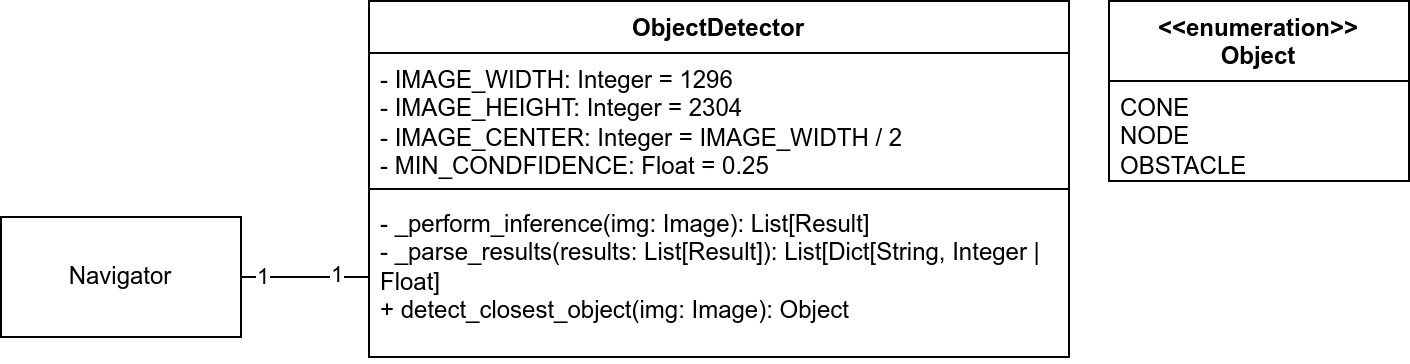 ObjectDetector
- IMAGE_WIDTH: Integer = 1296
- IMAGE_HEIGHT: Integer = 2304
- IMAGE_CENTER: Integer = IMAGE_WIDTH / 2
- MIN_CONDFIDENCE: Float = 0.25
- _perform_inference(img: Image): List[Result]
- _parse_results(results: List[Result]): List[Dict[String, Integer |
Float]
+ detect_closest_object(img: Image): Object
<<enumeration>>
Object
CONE
NODE
OBSTACLE
Navigator
1
1